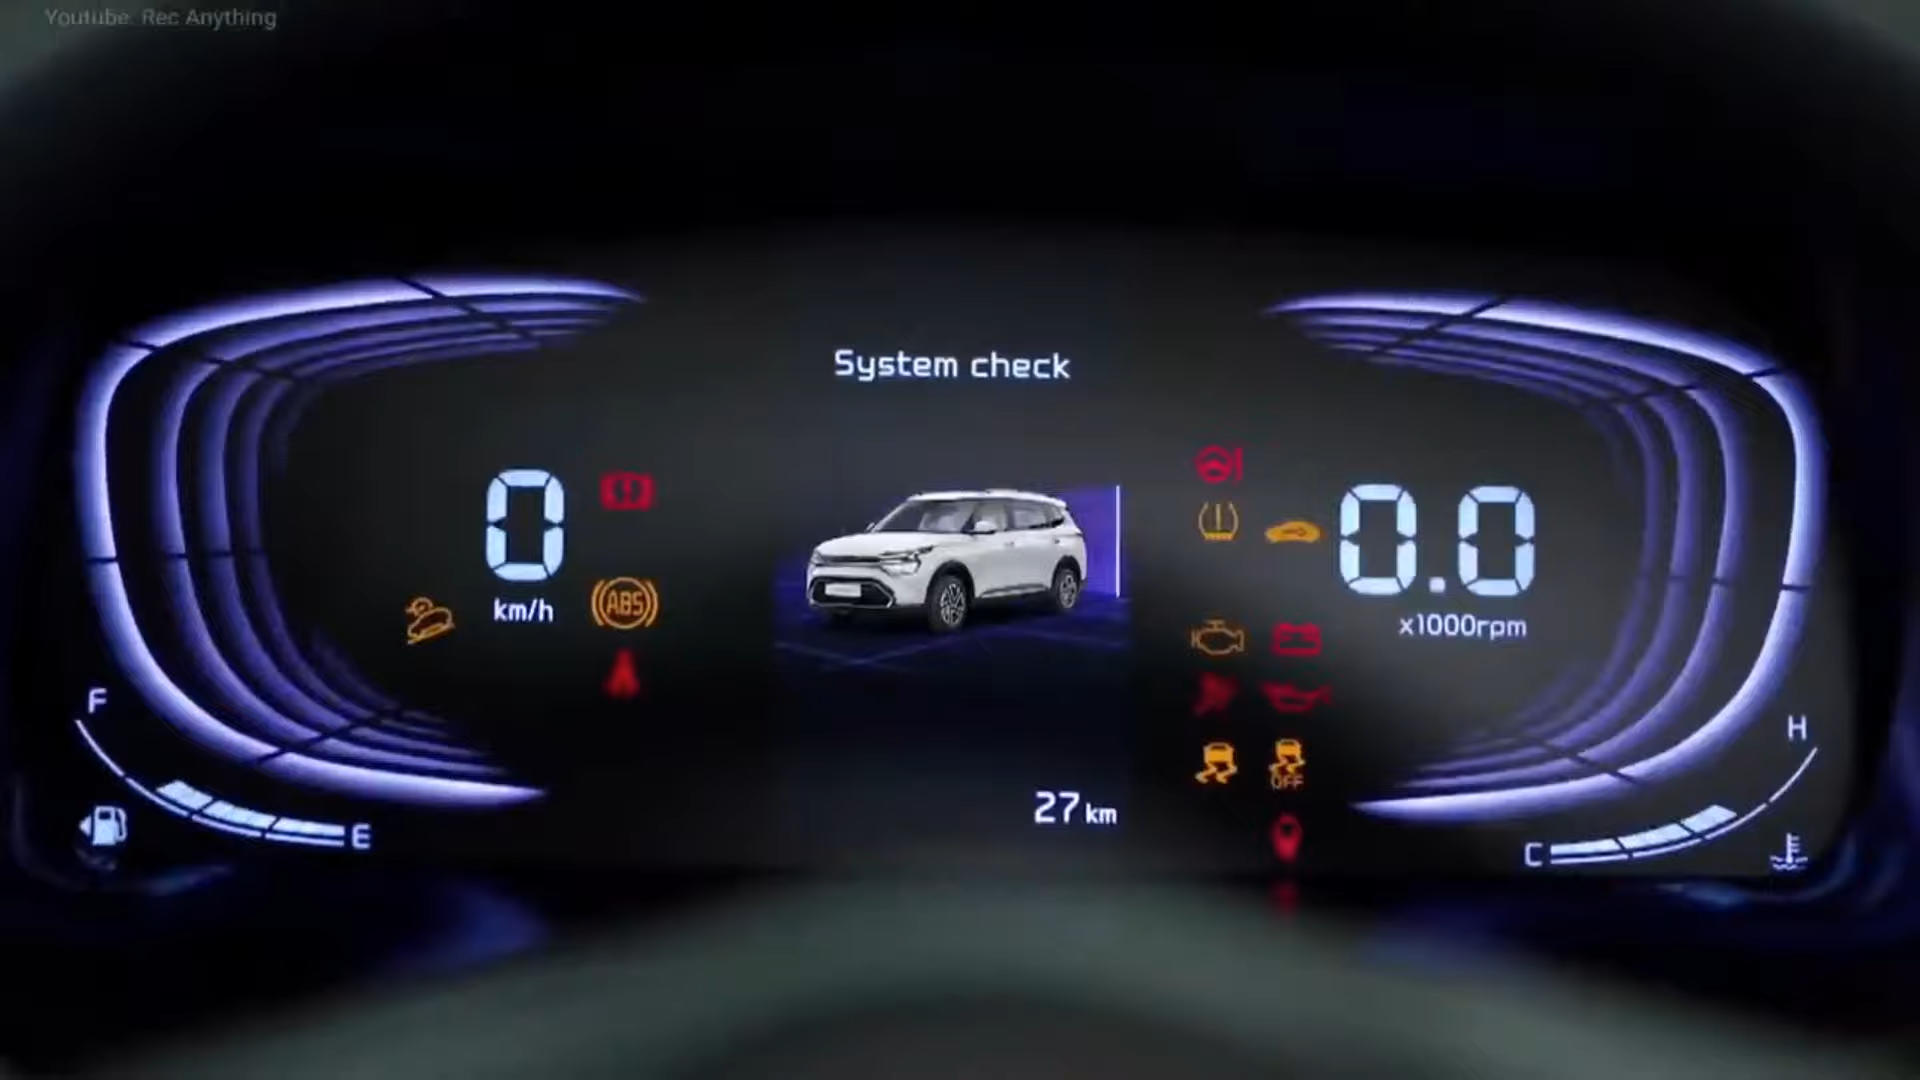 Youtube: Rec Anything
System check
0
km/h
ABS
0.0
x1000rpm
F
E
OFF
27 km
H
C